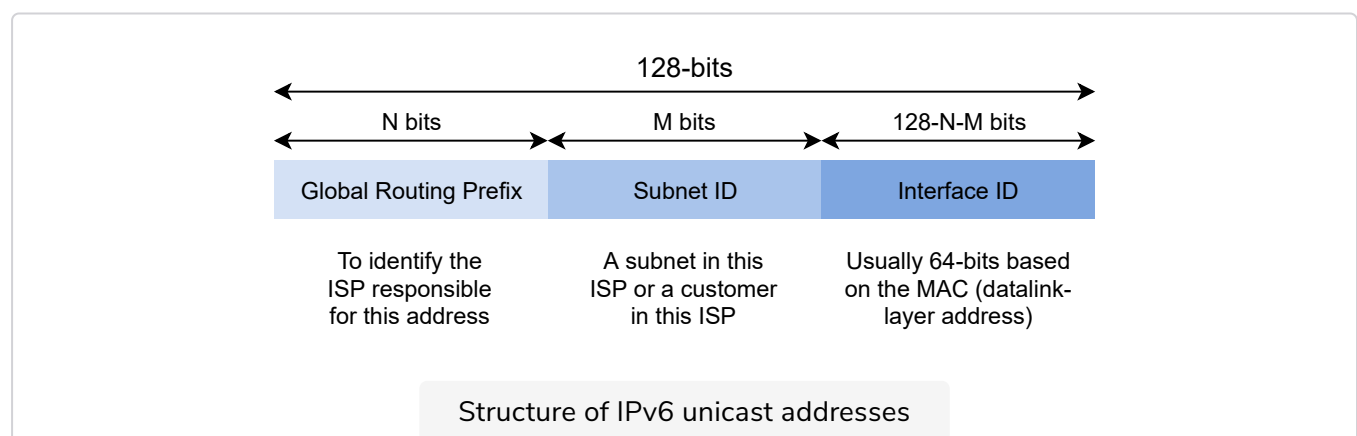 128-bits
N bits
M bits
128-N-M bits
Global Routing Prefix
Subnet ID
Interface ID
To identify the
ISP responsible
for this address
A subnet in this
ISP or a customer
in this ISP
Usually 64-bits based
on the MAC (datalink-
layer address)
Structure of IPv6 unicast addresses